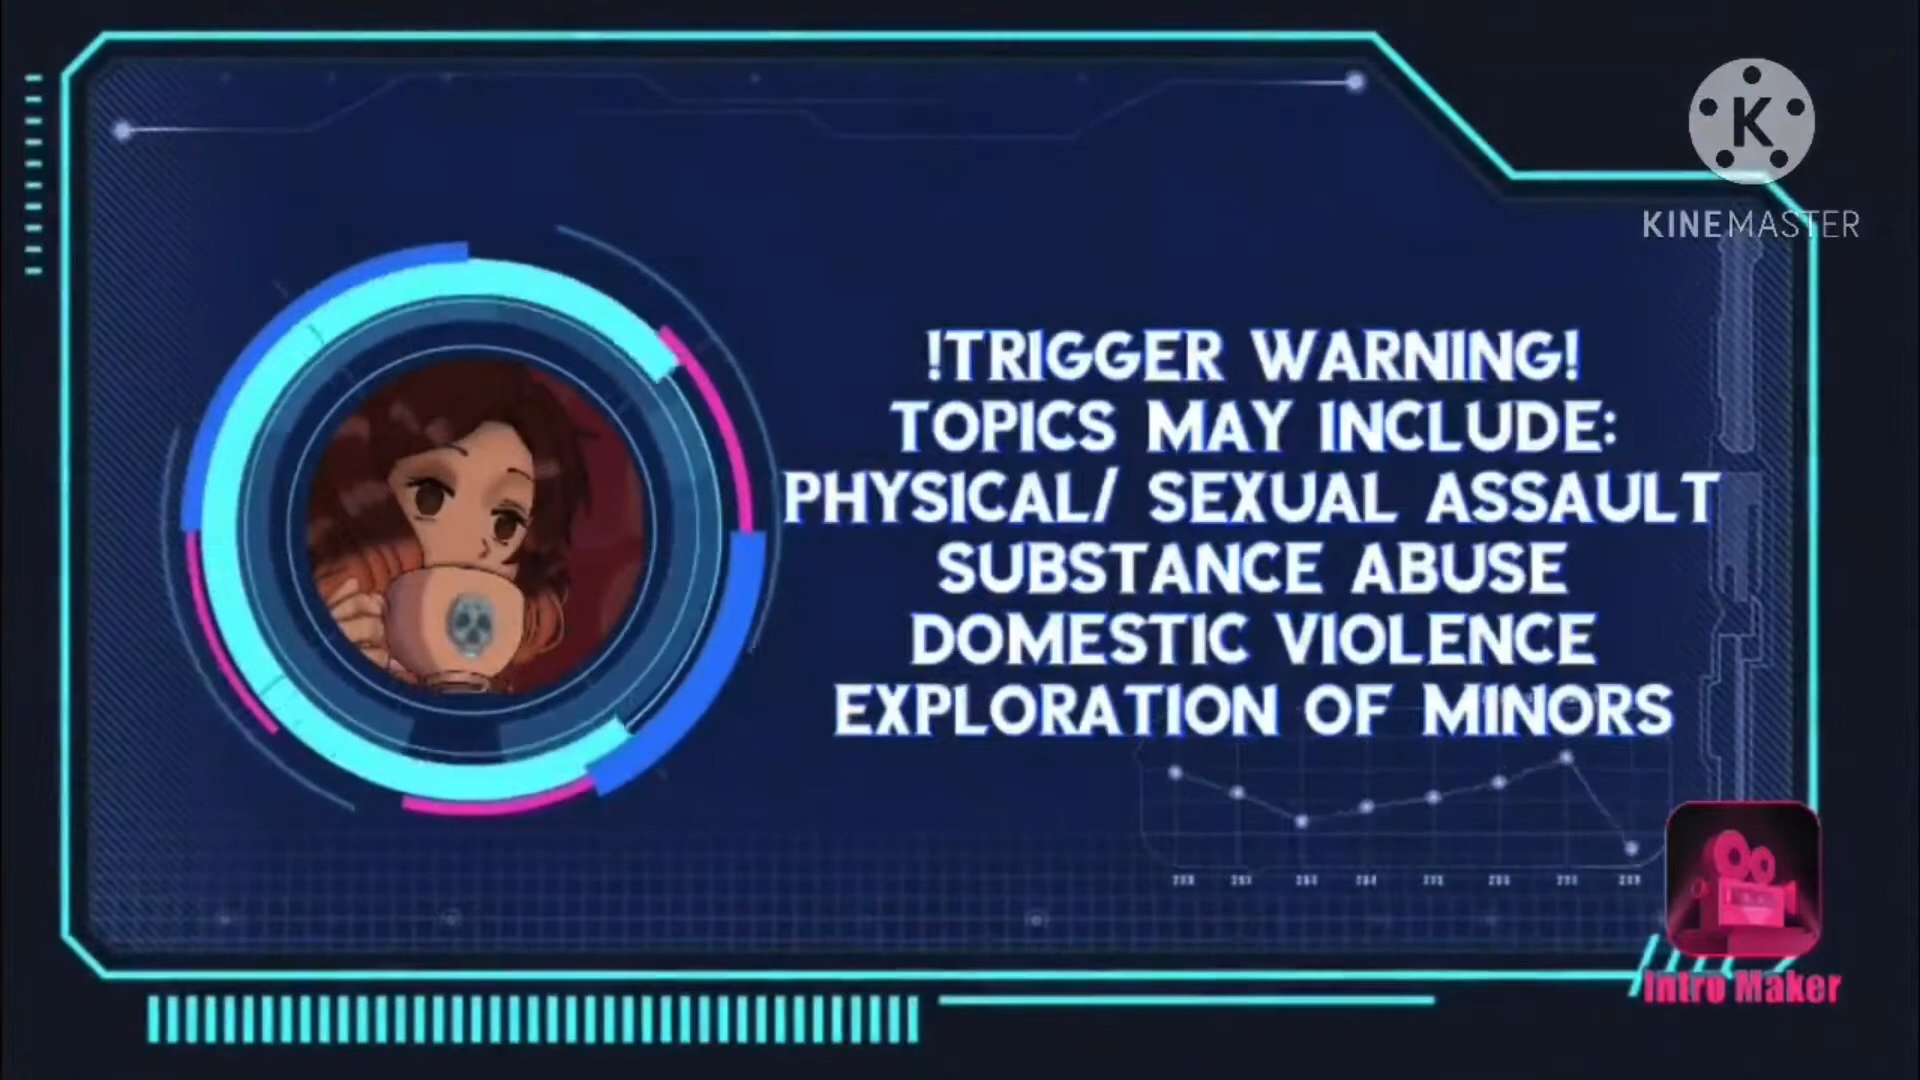 K
KINEMASTER
!TRIGGER WARNING!
TOPICS MAY INCLUDE:
PHYSICAL/ SEXUAL ASSAULT
SUBSTANCE ABUSE
DOMESTIC VIOLENCE
EXPLORATION OF MINORS
Intro Maker